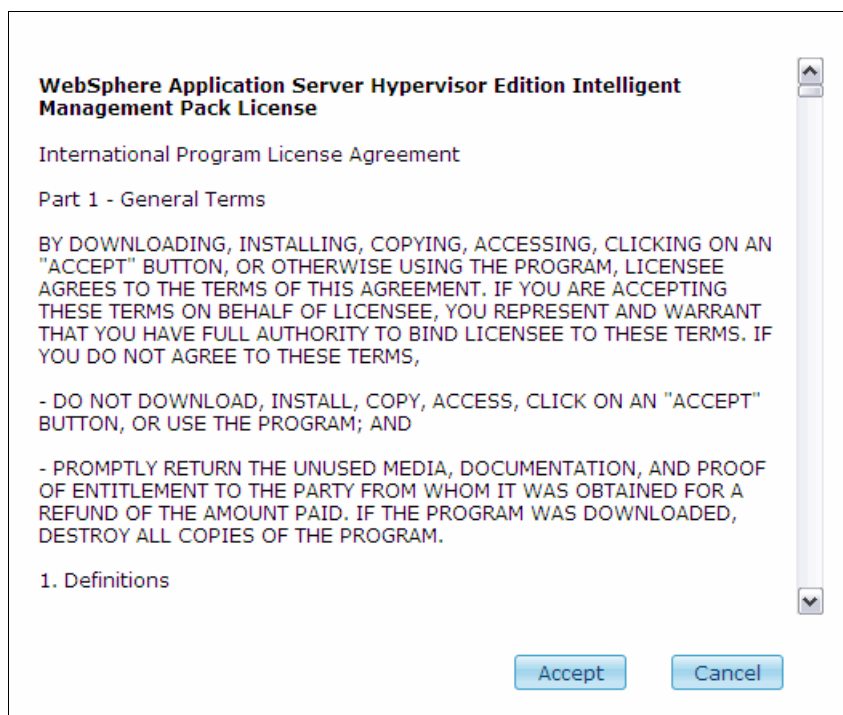 WebSphere Application Server Hypervisor Edition Intelligent
Management Pack License
International Program License Agreement
Part 1 - General Terms
BY DOWNLOADING, INSTALLING, COPYING, ACCESSING, CLICKING ON AN
"ACCEPT" BUTTON, OR OTHERWISE USING THE PROGRAM, LICENSEE
AGREES TO THE TERMS OF THIS AGREEMENT. IF YOU ARE ACCEPTING
THESE TERMS ON BEHALF OF LICENSEE, YOU REPRESENT AND WARRANT
THAT YOU HAVE FULL AUTHORITY TO BIND LICENSEE TO THESE TERMS. IF
YOU DO NOT AGREE TO THESE TERMS,
- DO NOT DOWNLOAD, INSTALL, COPY, ACCESS, CLICK ON AN "ACCEPT"
BUTTON, OR USE THE PROGRAM; AND
- PROMPTLY RETURN THE UNUSED MEDIA, DOCUMENTATION, AND PROOF
OF ENTITLEMENT TO THE PARTY FROM WHOM IT WAS OBTAINED FOR A
REFUND OF THE AMOUNT PAID. IF THE PROGRAM WAS DOWNLOADED,
DESTROY ALL COPIES OF THE PROGRAM.
1. Definitions
Accept Cancel